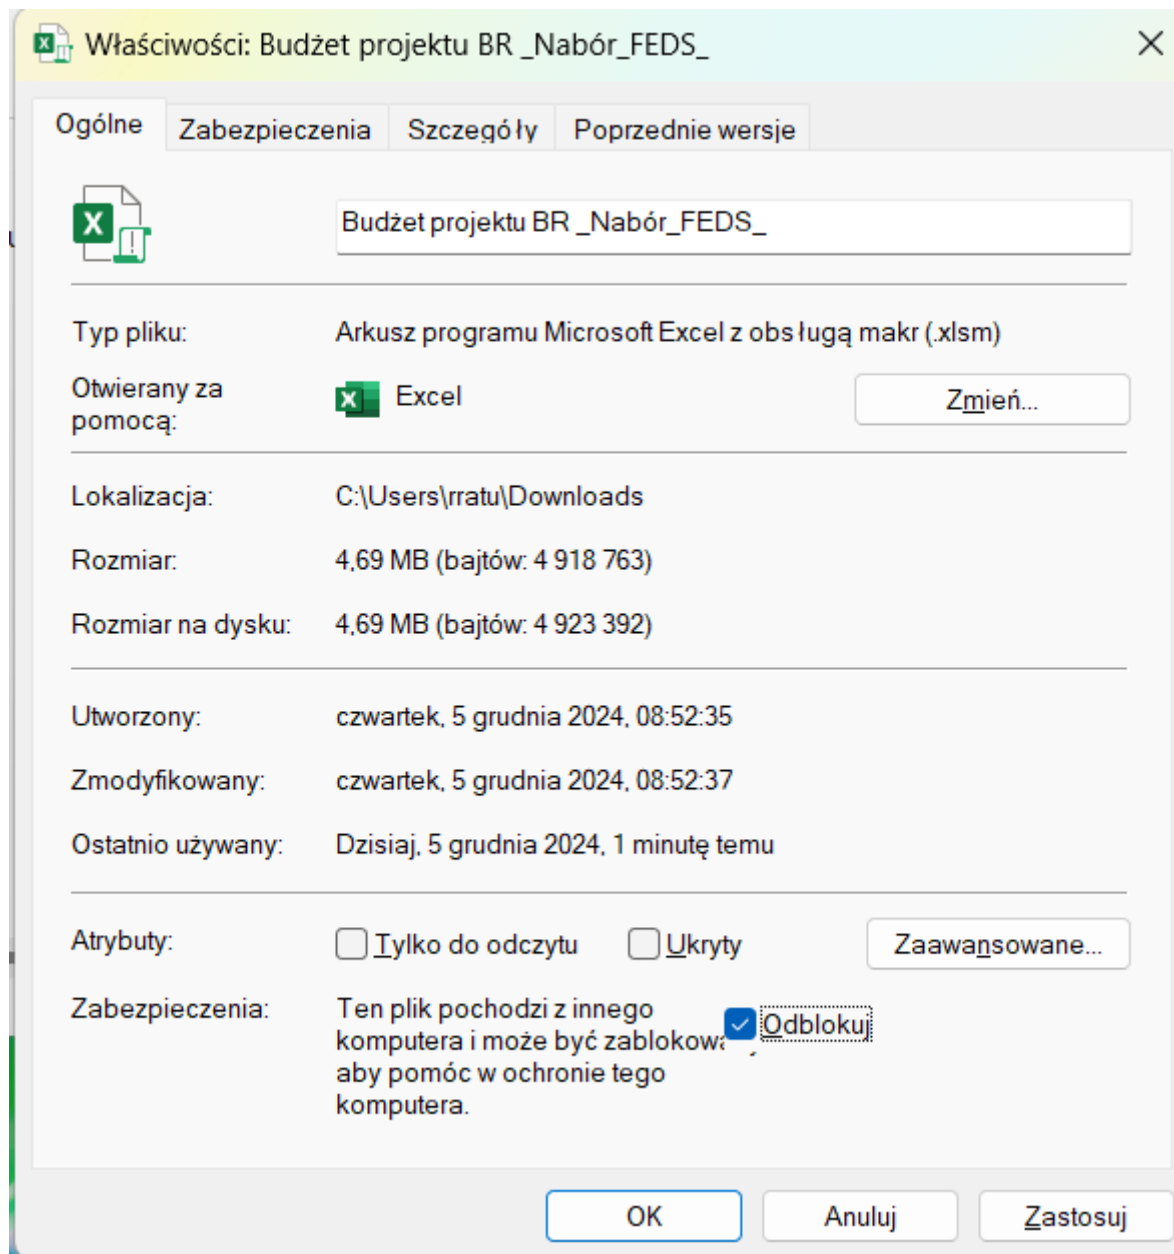 Właściwości: Budżet projektu BR _Nabór_FEDS_
Ogólne Zabezpieczenia Szczegóły Poprzednie wersje
Budżet projektu BR _Nabór_FEDS_
Typ pliku: Arkusz programu Microsoft Excel z obsługą makr (.xlsm)
Otwierany za
pomocą:
Excel Zmień...
Lokalizacja: C:\Users\rratu\Downloads
Rozmiar: 4,69 MB (bajtów: 4 918 763)
Rozmiar na dysku: 4,69 MB (bajtów: 4 923 392)
Utworzony: czwartek, 5 grudnia 2024, 08:52:35
Zmodyfikowany: czwartek, 5 grudnia 2024, 08:52:37
Ostatnio używany: Dzisiaj, 5 grudnia 2024, 1 minutę temu
Atrybuty: Tylko do odczytu Ukryty Zaawansowane...
Zabezpieczenia: Ten plik pochodzi z innego
komputera i może być Odblokuj
aby pomóc w ochronie tego
komputera.
OK Anuluj Zastosuj